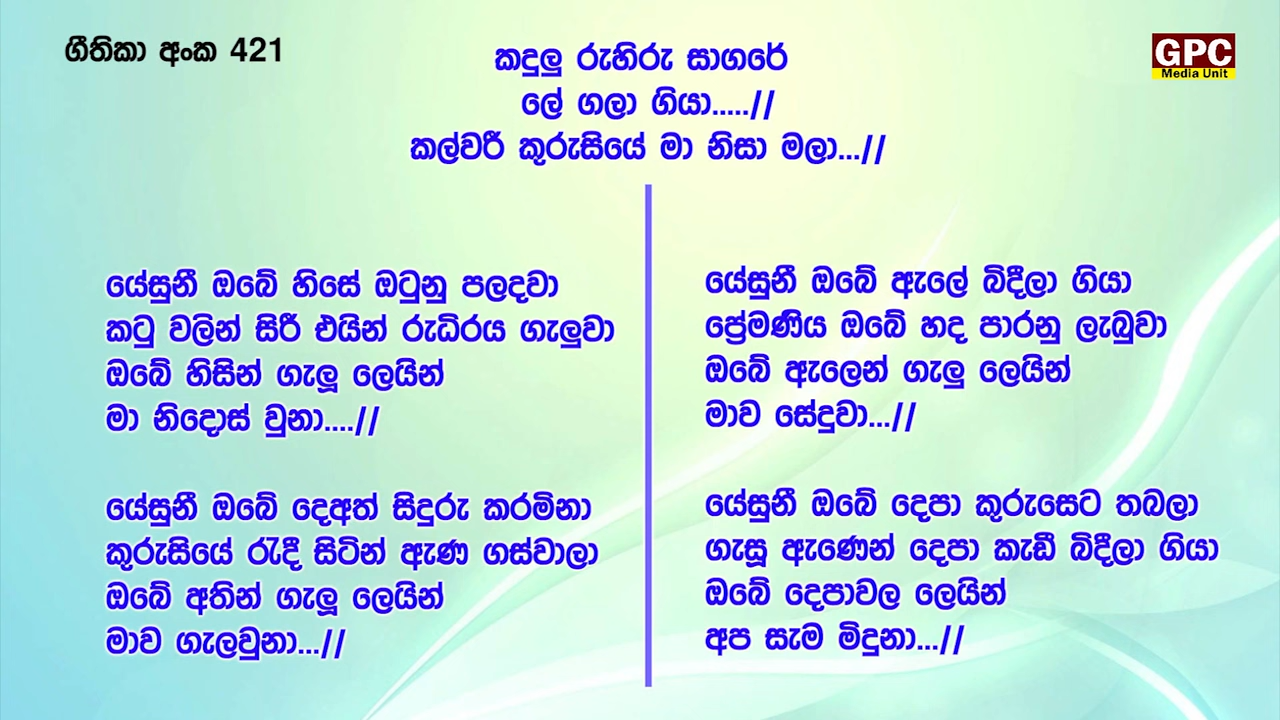 ගීතිකා අංක 421
GPC
Media Unit
කදුලු රුහිරු සාගරේ
ලේ ගලා ගියා.....//
කල්වරී කුරුසියේ මා නිසා මලා...//
යේසුනී ඔබේ හිසේ ඔටුනු පලදවා
කටු වලින් සිරී එයින් රුධිරය ගැලුවා
ඔබේ හිසින් ගැලූ ලෙයින්
මා නිදොස් වුනා....//
යේසුනී ඔබේ දෙඅත් සිදුරු කරමිනා
කුරුසියේ රැදී සිටින් ඇණ ගස්වාලා
ඔබේ අතින් ගැලූ ලෙයින්
මාව ගැලවුනා...//
යේසුනී ඔබේ ඇලේ බිදීලා ගියා
ප්‍රේමණිය ඔබේ හද පාරනු ලැබුවා
ඔබේ ඇලෙන් ගැලු ලෙයින්
මාව සේදුවා...//
යේසුනී ඔබේ දෙපා කුරුසෙට තබලා
ගැසූ ඇණෙන් දෙපා කැඩී බිදීලා ගියා
ඔබේ දෙපාවල ලෙයින්
අප සැම මිදුනා...//